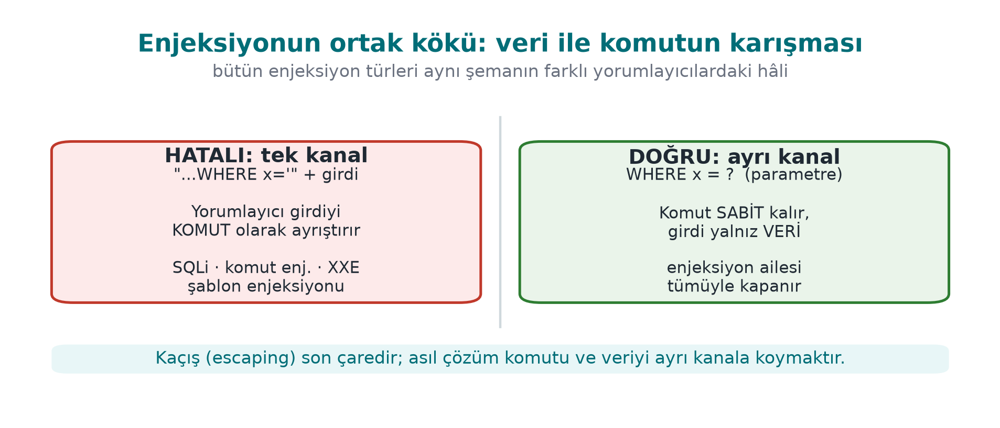 Enjeksiyonun ortak kökü: veri ile komutun karışması
bütün enjeksiyon türleri aynı şemanın farklı yorumlayıcılardaki hâli
HATALI: tek kanal
"...WHERE x='" + girdi
Yorumlayıcı girdiyi
KOMUT olarak ayrıştırır
SQLi · komut enj. · XXE
şablon enjeksiyonu
DOĞRU: ayrı kanal
WHERE x = ?  (parametre)
Komut SABİT kalır,
girdi yalnız VERİ
enjeksiyon ailesi
tümüyle kapanır
Kaçış (escaping) son çaredir; asıl çözüm komutu ve veriyi ayrı kanala koymaktır.